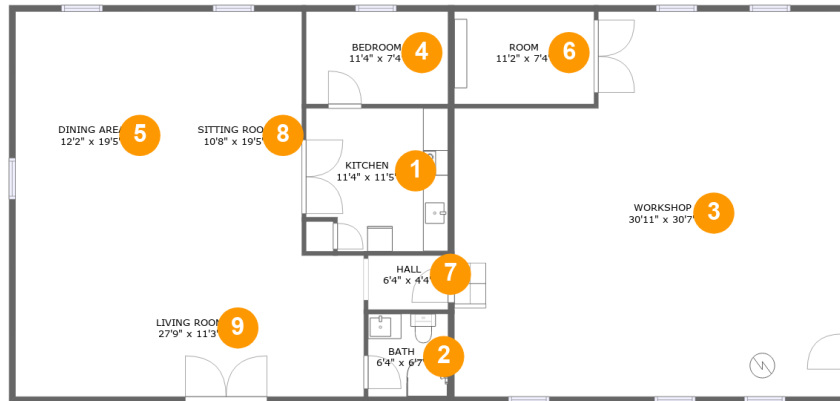 BEDROOM
11'4" x 7'4"
4
ROOM
11'2" x 7'4"
6
DINING AREA
12'2" x 19'5"
5
SITTING ROOM
10'8" x 19'5"
8
KITCHEN
11'4" x 11'5"
1
WORKSHOP
30'11" x 30'7"
3
HALL
6'4" x 4'4"
7
LIVING ROOM
27'9" x 11'3"
9
BATH
6'4" x 6'7"
2